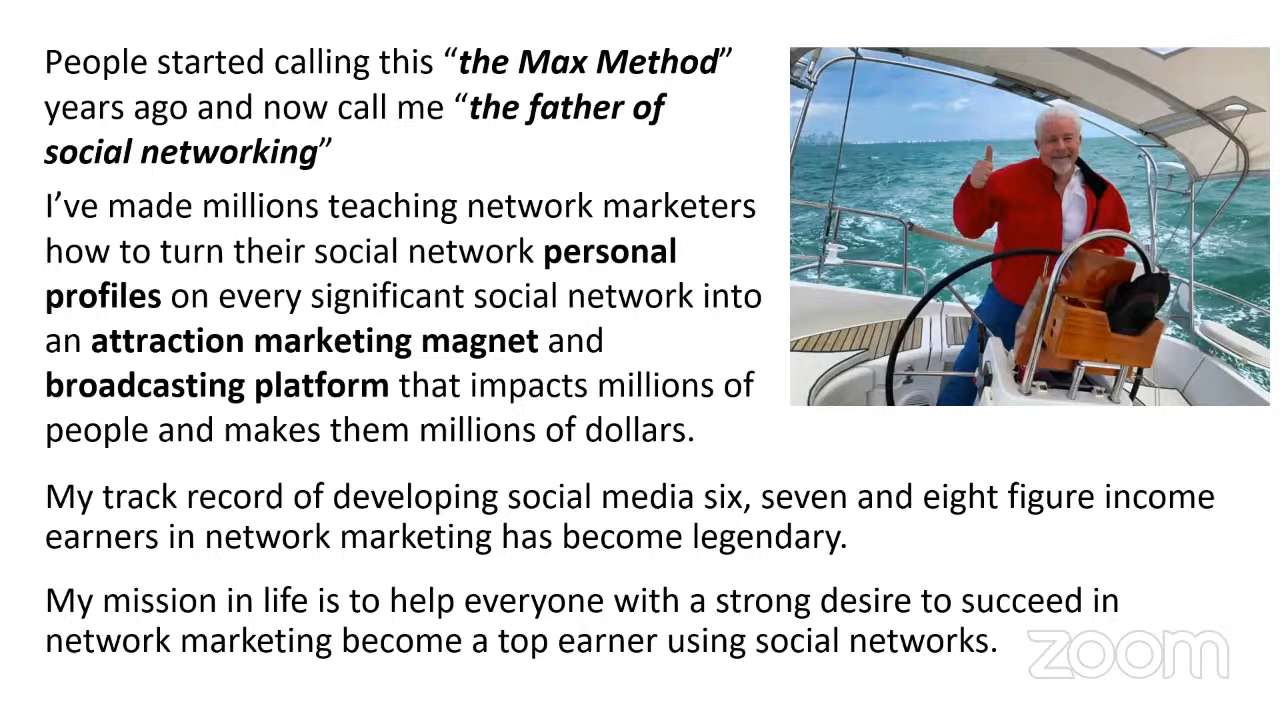 People started calling this “the Max Method”
years ago and now call me “the father of
social networking”
I’ve made millions teaching network marketers
how to turn their social network personal
profiles on every significant social network into
an attraction marketing magnet and
broadcasting platform that impacts millions of
people and makes them millions of dollars.
My track record of developing social media six, seven and eight figure income
earners in network marketing has become legendary.
My mission in life is to help everyone with a strong desire to succeed in
network marketing become a top earner using social networks.
zoom